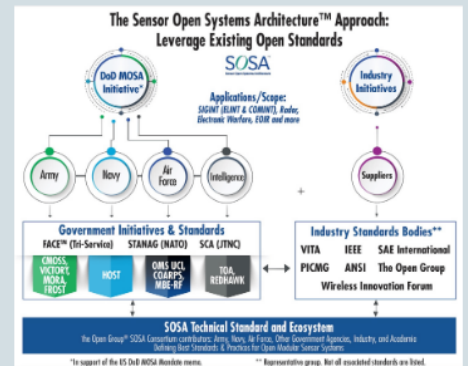 The Sensor Open Systems Architecture™ Approach:
Leverage Existing Open Standards
SOSA™
DoD MOSA
Initiative*
Industry
Initiatives
Applications/Scope:
SIGINT (ELINT & COMINT), Radar,
Electronic Warfare, EOIR and more
Army
Navy
Air
Force
Intelligence
Suppliers
+
Government Initiatives & Standards
FACE™ (Tri-Service) STANAG (NATO) SCA (JTNC)
CMOSS,
VICTORY,
MORA,
FROST
HOST
OMS UCI,
COARPS,
MBE-RF
TOA,
REDHAWK
Industry Standards Bodies**
VITA IEEE SAE International
PICMG ANSI The Open Group
Wireless Innovation Forum
SOSA Technical Standard and Ecosystem
the Open Group® SOSA Consortium contributors: Army, Navy, Air Force, Other Government Agencies, Industry, and Academia
Defining Best Standards & Practices for Open Modular Sensor Systems
*In support of the US DoD MOSA Mandate memo.
** Representative group. Not all associated standards are listed.